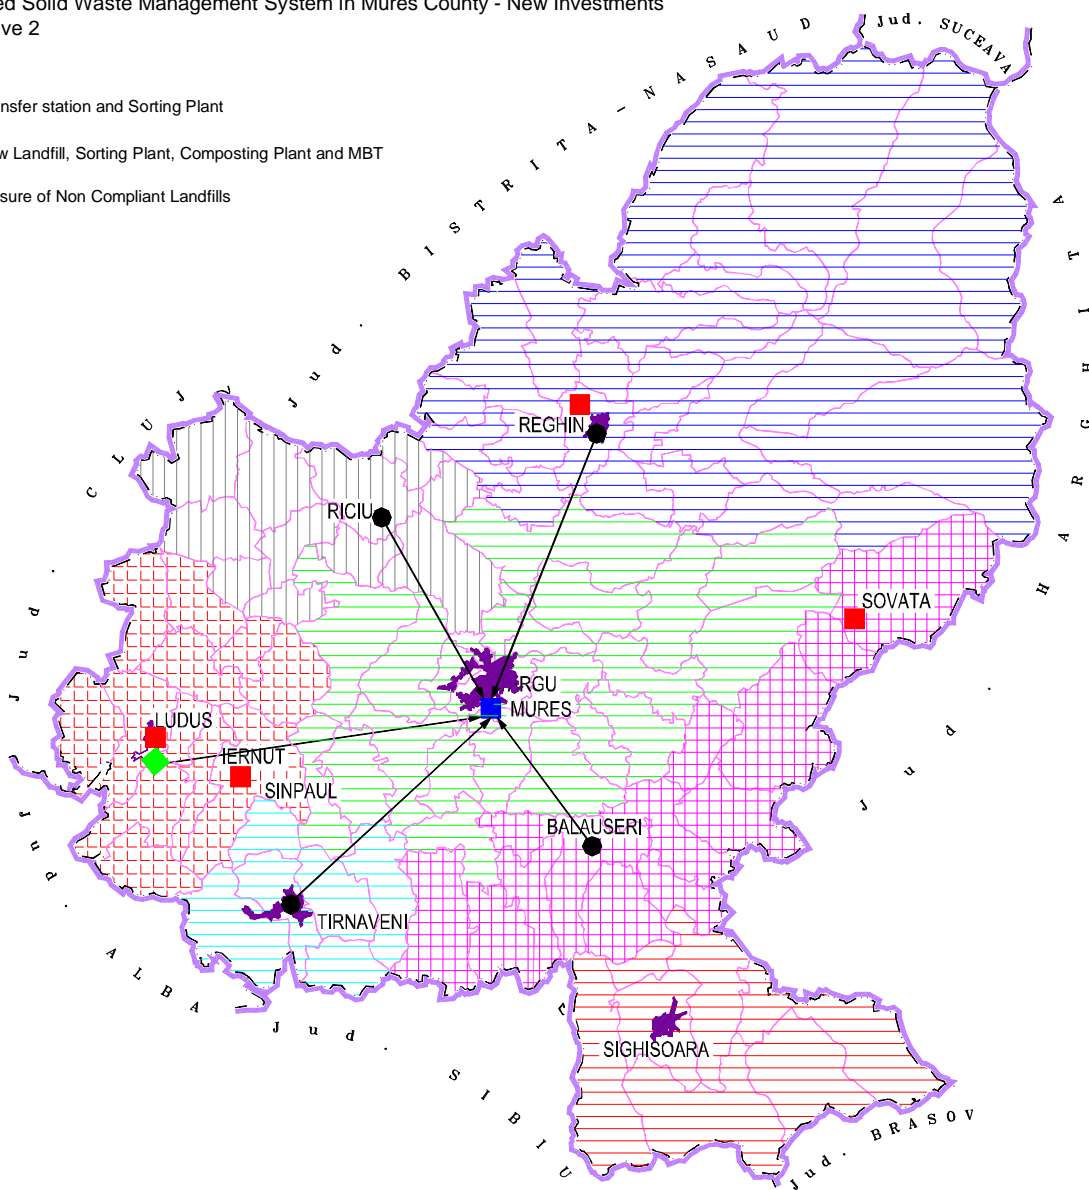 ed Solid Waste Management System in Mures County - New Investments
ve 2
nsfer station and Sorting Plant
w Landfill, Sorting Plant, Composting Plant and MBT
sure of Non Compliant Landfills
Jud. BISTRITA-NASAUD
Jud. SUCEAVA
Jud. HARGHITA
Jud. CLUJ
REGHIN
RICIU
SOVATA
RGU
MURES
LUDUS
IERNUT
SINPAUL
BALAUSERI
TIRNAVENI
SIGHISOARA
Jud. ALBA
Jud. SIBIU
Jud. BRASOV